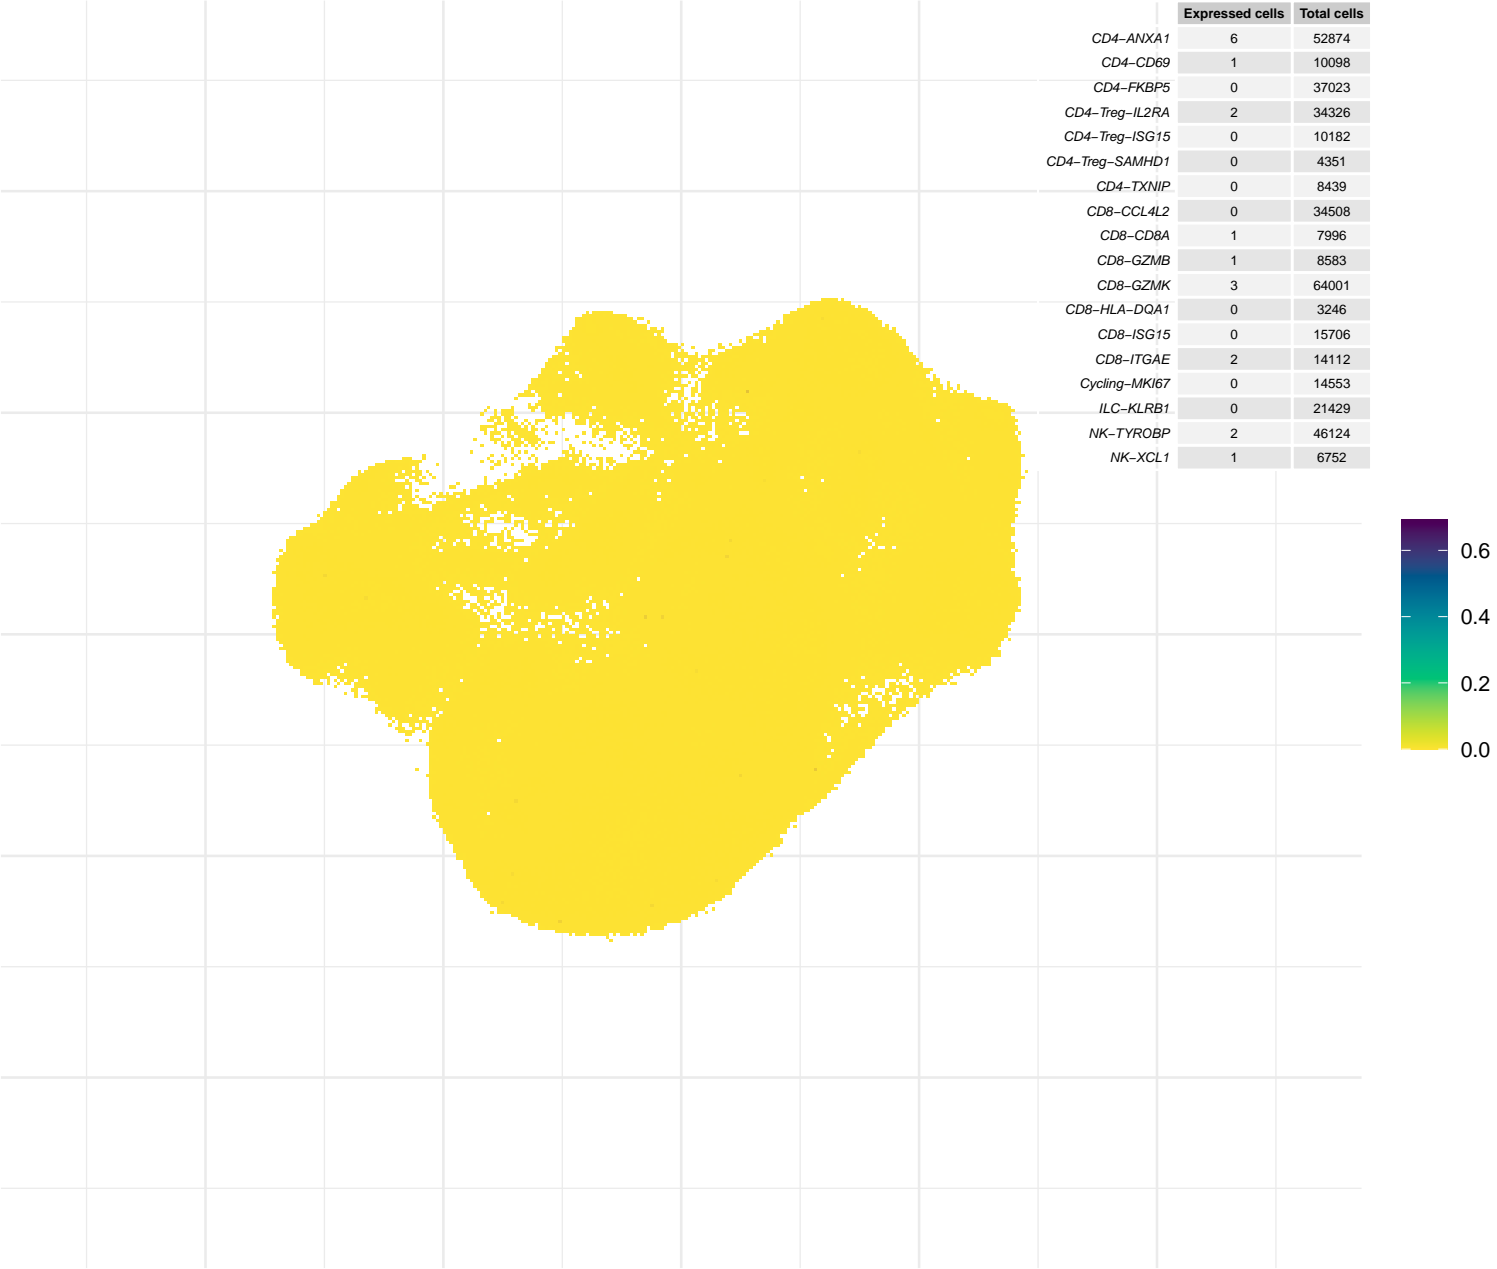 Expressed cells Total cells
CD4−ANXA1 6 52874
CD4−CD69 1 10098
CD4−FKBP5 0 37023
CD4−Treg−IL2RA 2 34326
CD4−Treg−ISG15 0 10182
CD4−Treg−SAMHD1 0 4351
CD4−TXNIP 0 8439
CD8−CCL4L2 0 34508
CD8−CD8A 1 7996
CD8−GZMB 1 8583
CD8−GZMK 3 64001
CD8−HLA−DQA1 0 3246
CD8−ISG15 0 15706
CD8−ITGAE 2 14112
Cycling−MKI67 0 14553
ILC−KLRB1 0 21429
NK−TYROBP 2 46124
NK−XCL1 1 6752
0.6
0.4
0.2
0.0